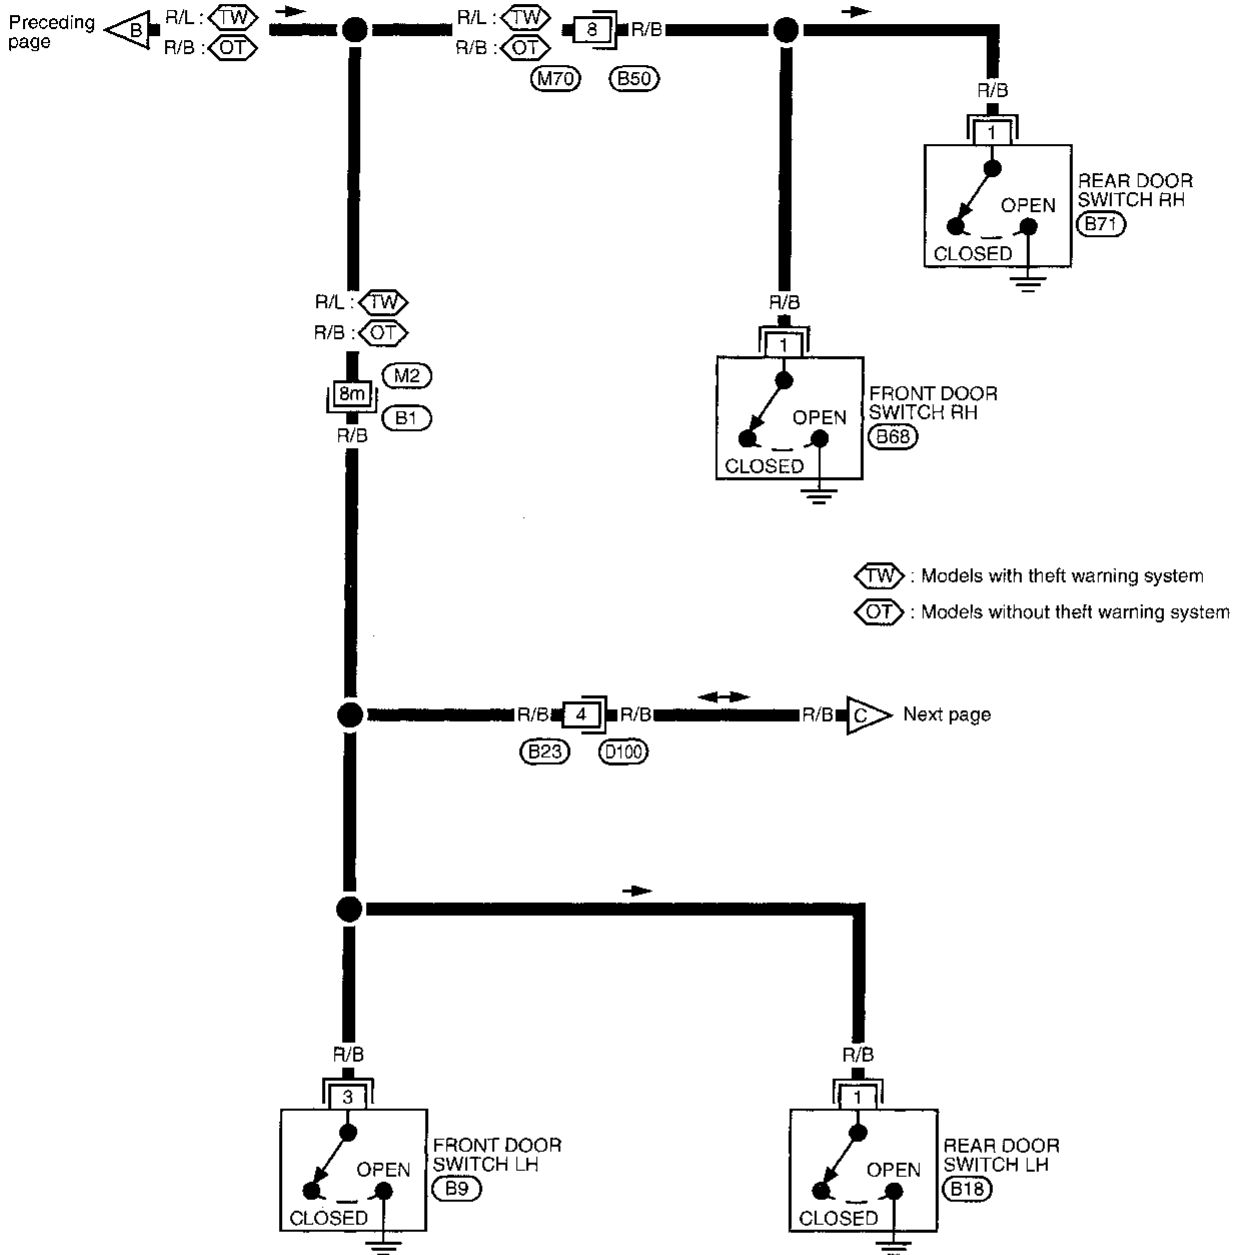 Preceding
page
B
R/L : TW
R/B : OT
R/L : TW
R/B : OT
8
R/B
M70
B50
R/B
1
REAR DOOR
SWITCH RH
B71
OPEN
CLOSED
R/L : TW
R/B : OT
8m
M2
B1
R/B
R/B
1
FRONT DOOR
SWITCH RH
B68
OPEN
CLOSED
TW : Models with theft warning system
OT : Models without theft warning system
R/B
4
R/B
R/B
C
Next page
B23
D100
R/B
3
FRONT DOOR
SWITCH LH
B9
OPEN
CLOSED
R/B
1
REAR DOOR
SWITCH LH
B18
OPEN
CLOSED